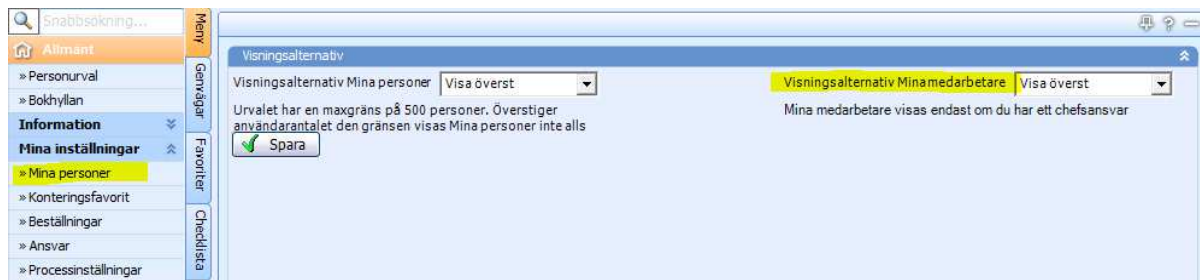 Snabbsökning...
Allmänt
» Personurval
» Bokhyllan
Information
Mina inställningar
» Mina personer
» Konteringsfavorit
» Beställningar
» Ansvar
» Processinställningar
Meny
Genvägar
Favoriter
Checklista
Visningsalternativ
Visningsalternativ Mina personer Visa överst
Urvalet har en maxgräns på 500 personer. Överstiger
användarantalet den gränsen visas Mina personer inte alls
Spara
Visningsalternativ Mina medarbetare Visa överst
Mina medarbetare visas endast om du har ett chefsansvar